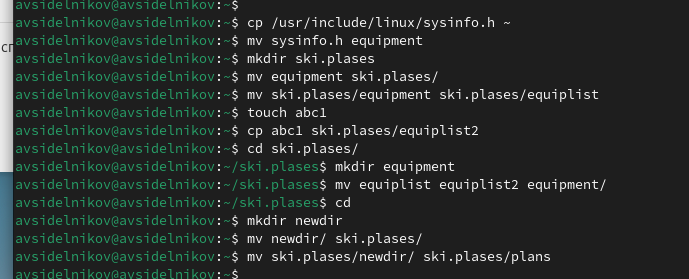 avsidelnikov@avsidelnikov:~$
avsidelnikov@avsidelnikov:~$ cp /usr/include/linux/sysinfo.h ~
avsidelnikov@avsidelnikov:~$ mv sysinfo.h equipment
avsidelnikov@avsidelnikov:~$ mkdir ski.plases
avsidelnikov@avsidelnikov:~$ mv equipment ski.plases/
avsidelnikov@avsidelnikov:~$ mv ski.plases/equipment ski.plases/equiplist
avsidelnikov@avsidelnikov:~$ touch abc1
avsidelnikov@avsidelnikov:~$ cp abc1 ski.plases/equiplist2
avsidelnikov@avsidelnikov:~$ cd ski.plases/
avsidelnikov@avsidelnikov:~/ski.plases$ mkdir equipment
avsidelnikov@avsidelnikov:~/ski.plases$ mv equiplist equiplist2 equipment/
avsidelnikov@avsidelnikov:~/ski.plases$ cd
avsidelnikov@avsidelnikov:~$ mkdir newdir
avsidelnikov@avsidelnikov:~$ mv newdir/ ski.plases/
avsidelnikov@avsidelnikov:~$ mv ski.plases/newdir/ ski.plases/plans
avsidelnikov@avsidelnikov:~$